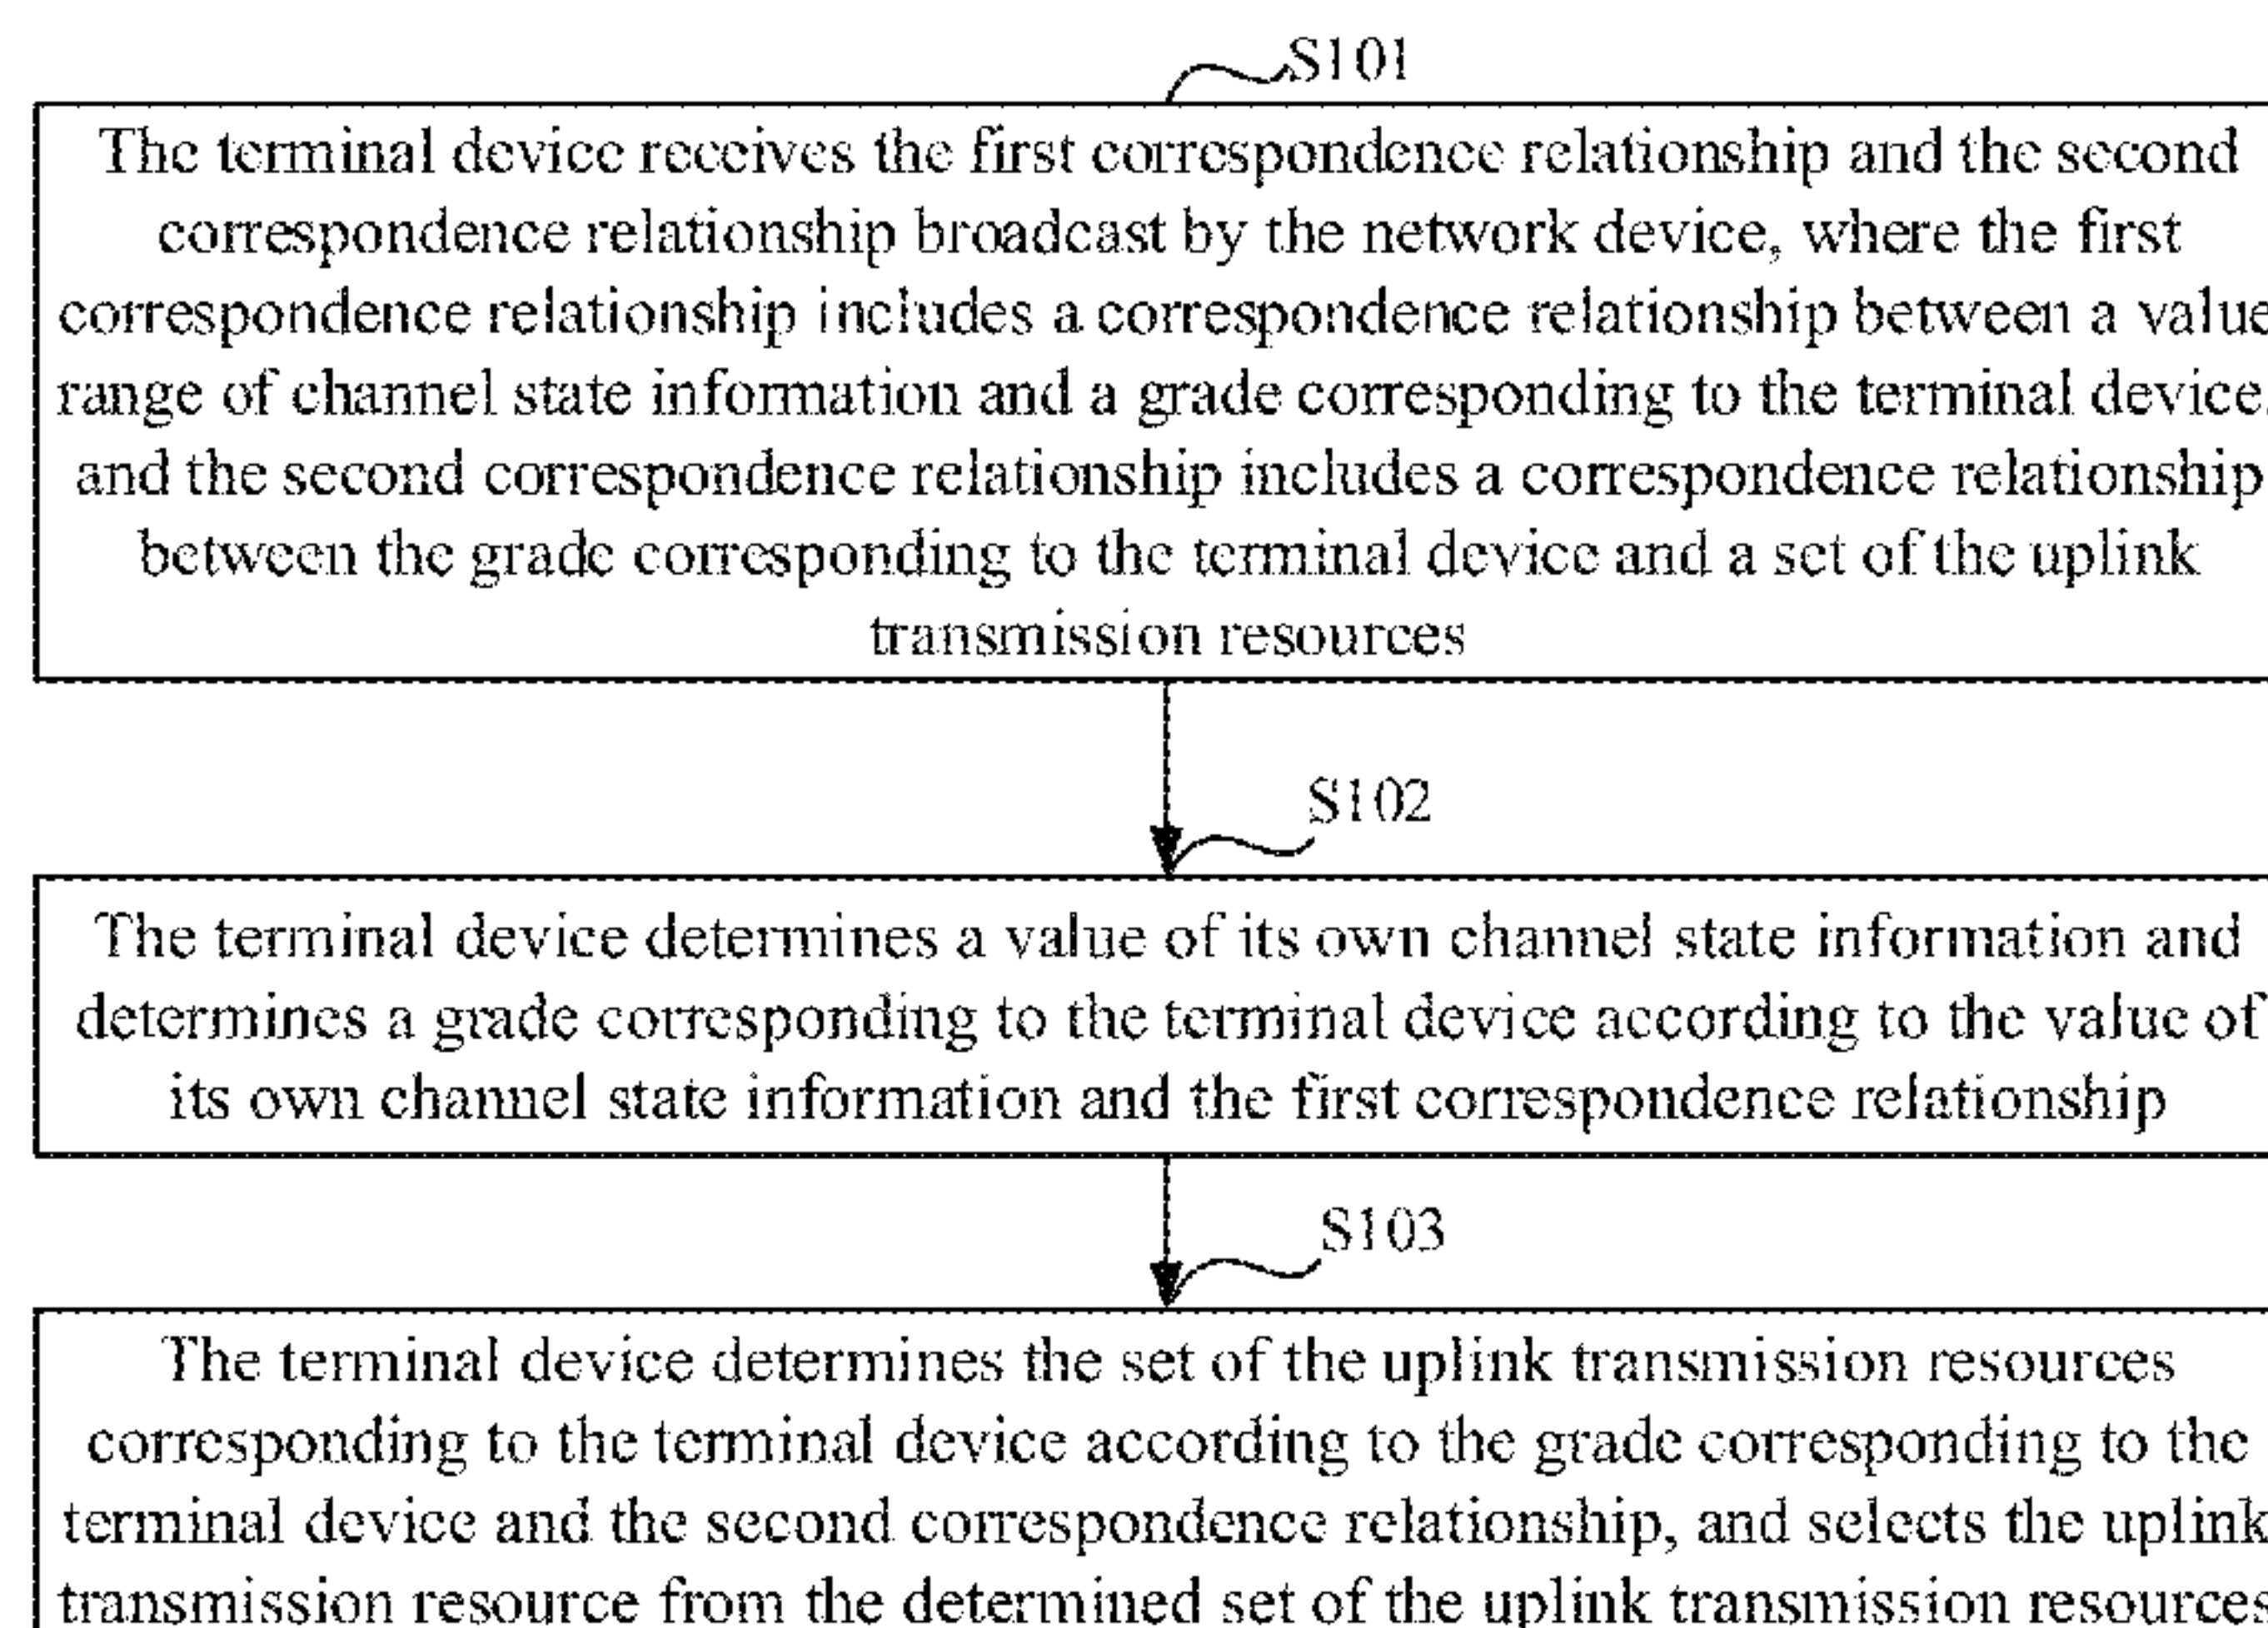 S101
The terminal device receives the first correspondence relationship and the second
correspondence relationship broadcast by the network device, where the first
correspondence relationship includes a correspondence relationship between a value
range of channel state information and a grade corresponding to the terminal device,
and the second correspondence relationship includes a correspondence relationship
between the grade corresponding to the terminal device and a set of the uplink
transmission resources
S102
The terminal device determines a value of its own channel state information and
determines a grade corresponding to the terminal device according to the value of
its own channel state information and the first correspondence relationship
S103
The terminal device determines the set of the uplink transmission resources
corresponding to the terminal device according to the grade corresponding to the
terminal device and the second correspondence relationship, and selects the uplink
transmission resource from the determined set of the uplink transmission resources